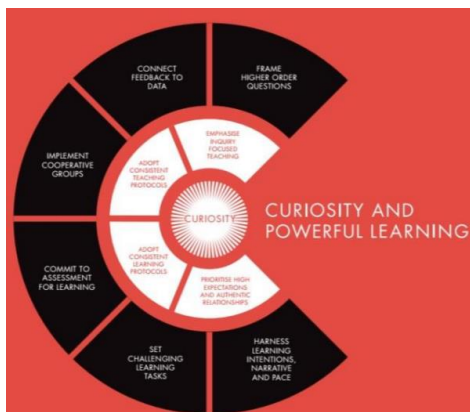 CONNECT
FEEDBACK TO
DATA
FRAME
HIGHER ORDER
QUESTIONS
IMPLEMENT
COOPERATIVE
GROUPS
ADOPT
CONSISTENT
TEACHING
PROTOCOLS
EMPHASISE
INQUIRY
FOCUSED
TEACHING
CURIOSITY
CURIOSITY AND
POWERFUL LEARNING
COMMIT TO
ASSESSMENT
FOR LEARNING
ADOPT
CONSISTENT
LEARNING
PROTOCOLS
PRIORITISE HIGH
EXPECTATIONS
AND AUTHENTIC
RELATIONSHIPS
SET
CHALLENGING
LEARNING
TASKS
HARNESS
LEARNING
INTENTIONS,
NARRATIVE
AND PACE